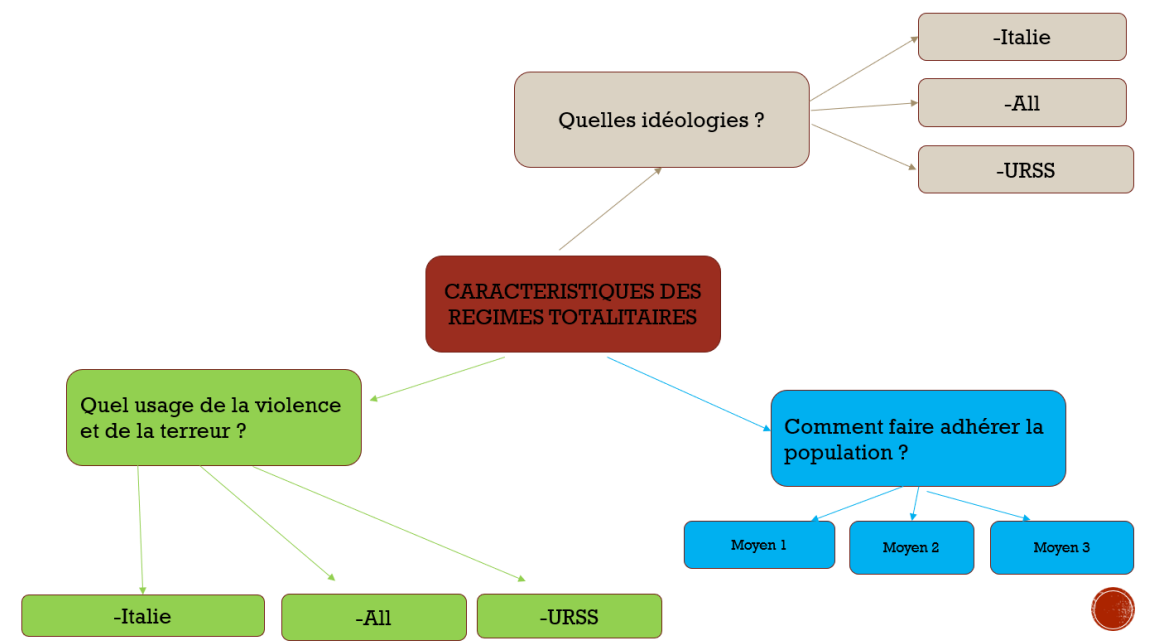 -Italie
-All
-URSS
Quelles idéologies ?
CARACTERISTIQUES DES
REGIMES TOTALITAIRES
Quel usage de la violence
et de la terreur ?
-Italie
-All
-URSS
Comment faire adhérer la
population ?
Moyen 1
Moyen 2
Moyen 3